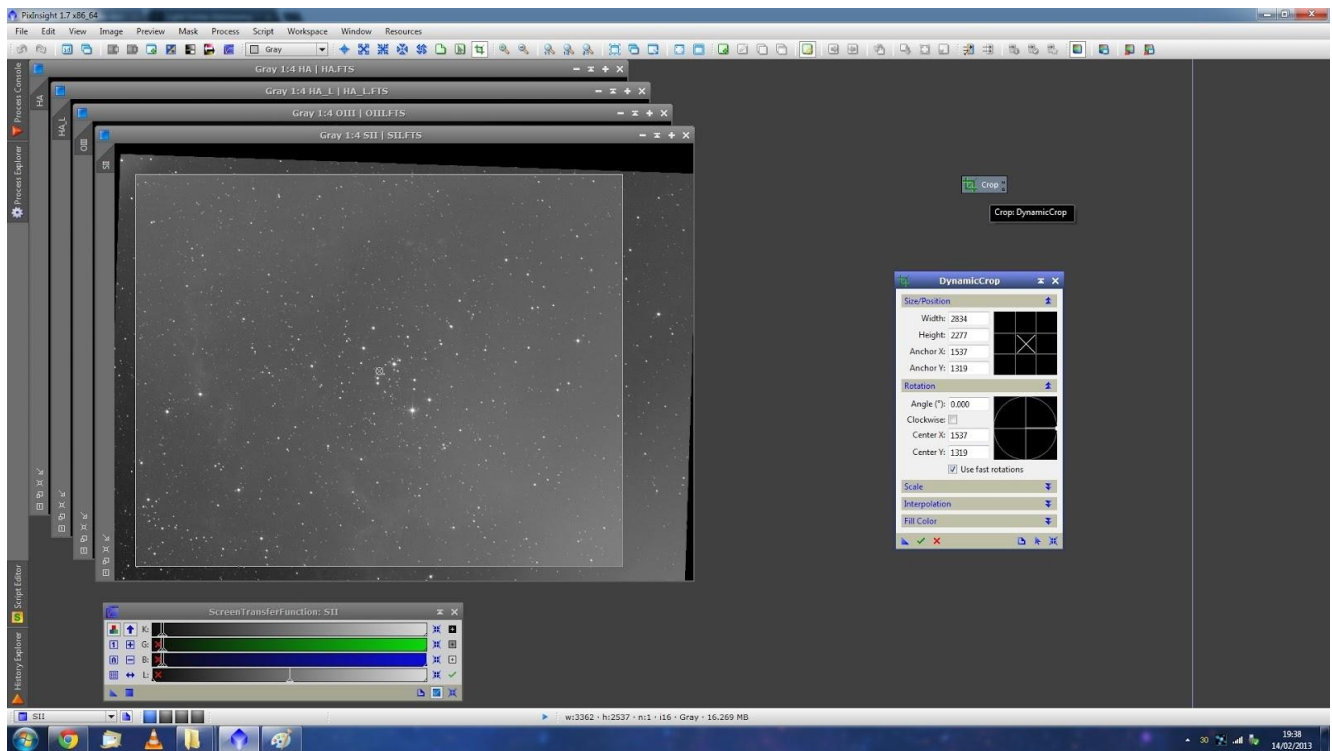 PixInsight 1.7 x86_64
File Edit View Image Preview Mask Process Script Workspace Window Resources
Gray
Process Console
Process Explorer
Script Editor
History Explorer
Gray 1:4 HA | HA.FTS
HA
Gray 1:4 HA_L | HA_L.FTS
HA_L
Gray 1:4 OIII | OIII.FTS
OIII
Gray 1:4 SII | SII.FTS
SII
Crop
Crop: DynamicCrop
DynamicCrop
Size/Position
Width: 2834
Height: 2277
Anchor X: 1537
Anchor Y: 1319
Rotation
Angle (°): 0.000
Clockwise:
Center X: 1537
Center Y: 1319
Use fast rotations
Scale
Interpolation
Fill Color
ScreenTransferFunction: SII
K:
G:
B:
L:
SII
w:3362 · h:2537 · n:1 · i16 · Gray · 16.269 MB
30
19:38
14/02/2013